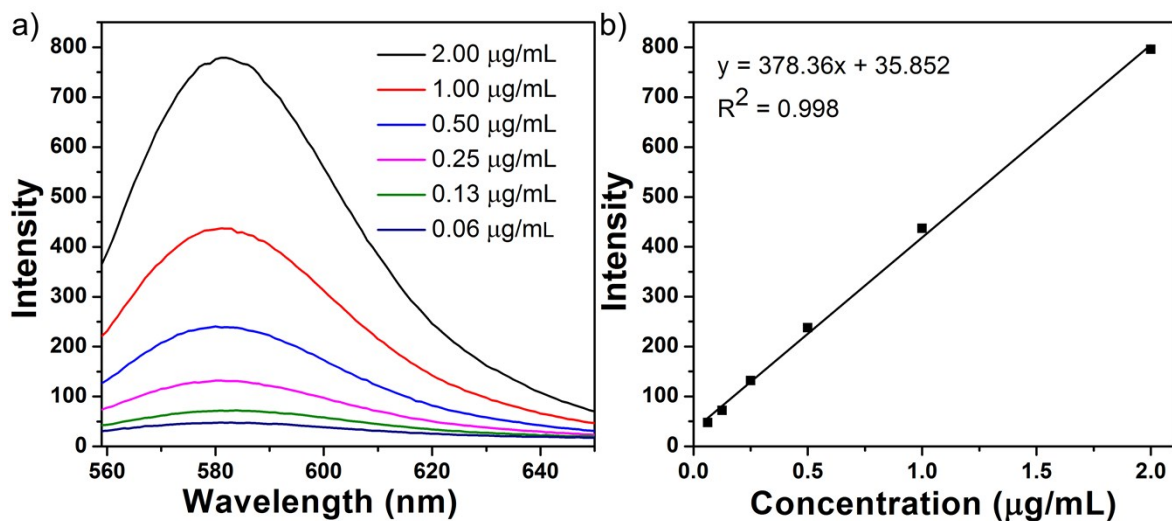 a)
800
700
600
500
400
300
200
100
0
Intensity
560
580
600
620
640
Wavelength (nm)
2.00 μg/mL
1.00 μg/mL
0.50 μg/mL
0.25 μg/mL
0.13 μg/mL
0.06 μg/mL
b)
800
700
600
500
400
300
200
100
0
Intensity
y = 378.36x + 35.852
R² = 0.998
0.0
0.5
1.0
1.5
2.0
Concentration (μg/mL)